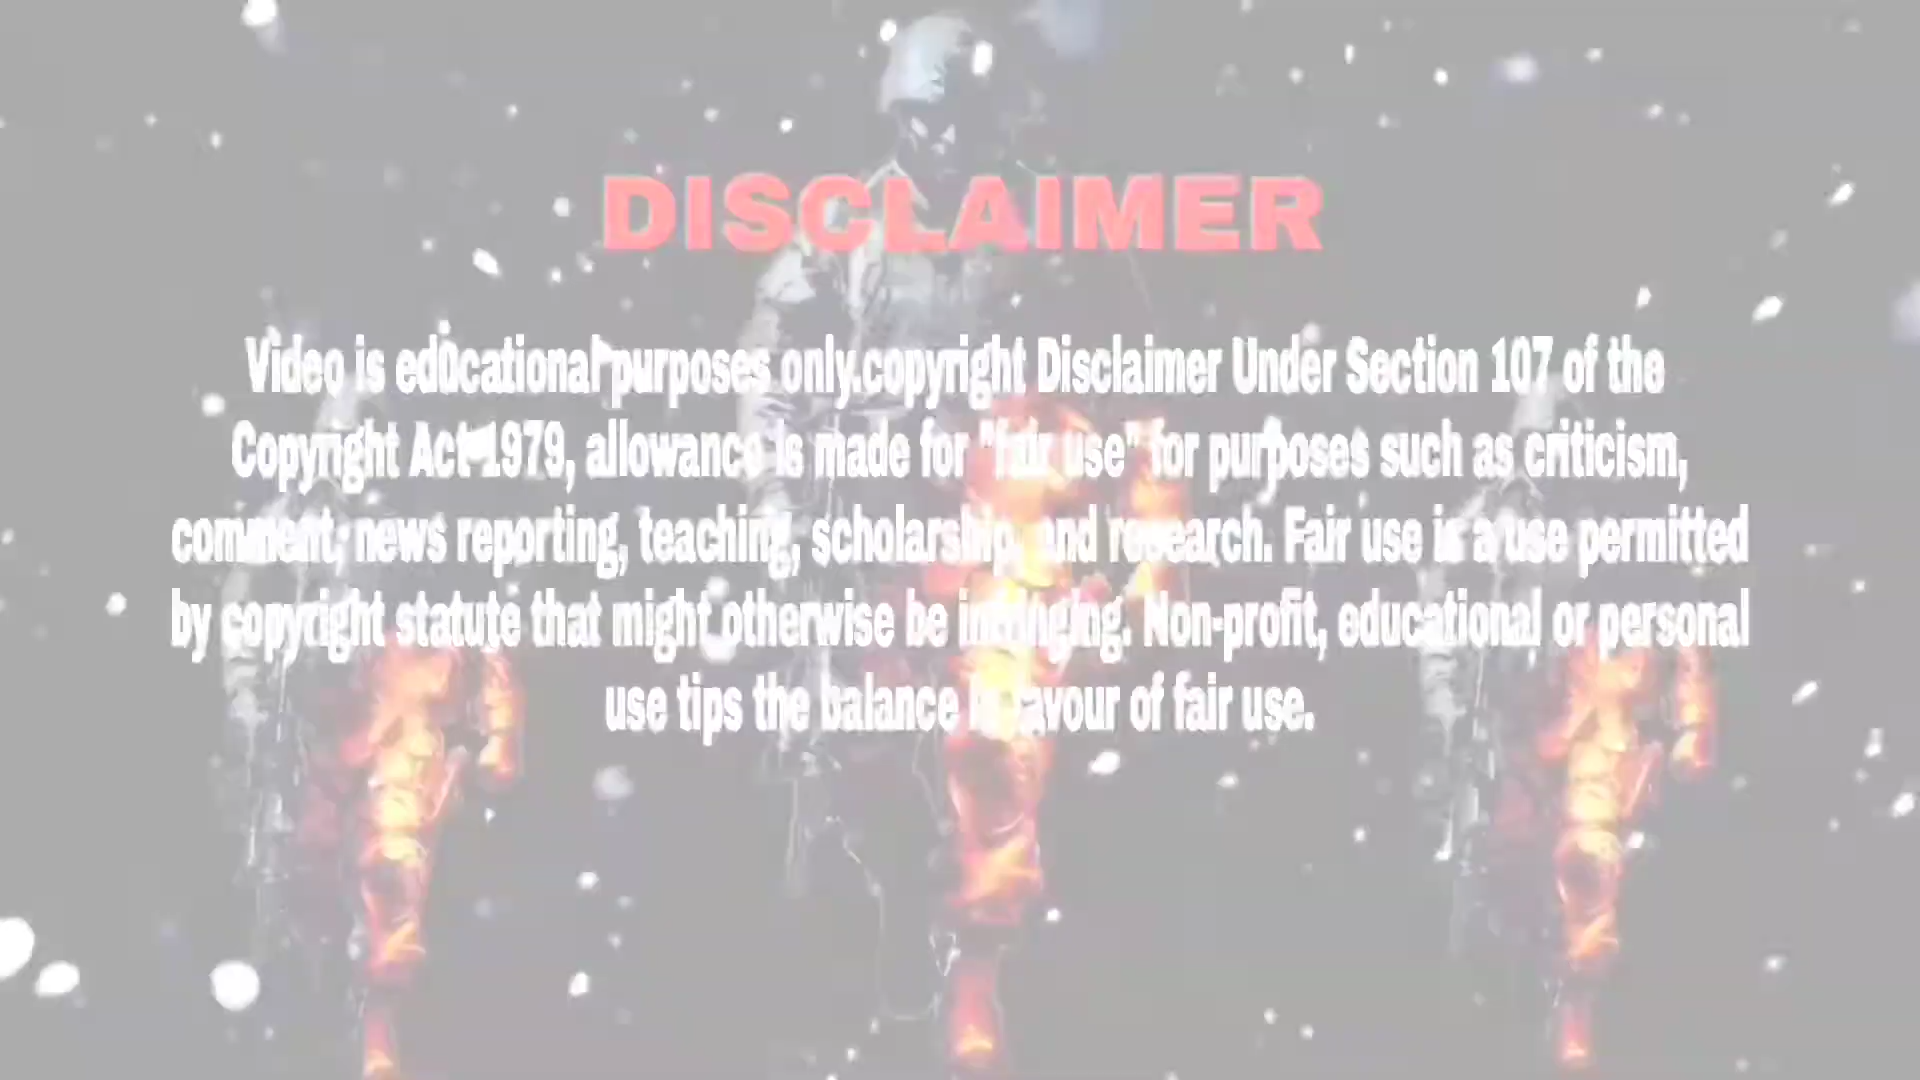 DISCLAIMER
Video is ed0cational purposes only.copyright Disclaimer Under Section 107 of the
Copyright Act 1979, allowance is made for "fair use" for purposes such as criticism,
comment, news reporting, teaching, scholarship, and research. Fair use is a use permitted
by copyright statute that might otherwise be infringing. Non-profit, educational or personal
use tips the balance in favour of fair use.